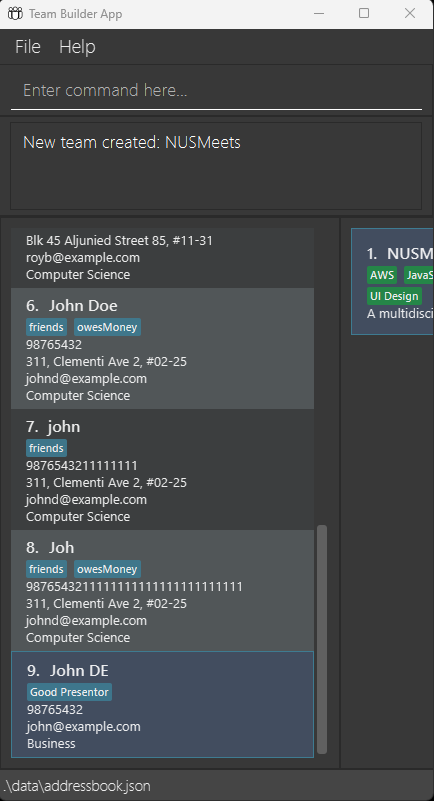 Team Builder App
File Help
Enter command here...
New team created: NUSMeets
Blk 45 Aljunied Street 85, #11-31
royb@example.com
Computer Science
6. John Doe
friends owesMoney
98765432
311, Clementi Ave 2, #02-25
johnd@example.com
Computer Science
7. john
friends
9876543211111111
311, Clementi Ave 2, #02-25
johnd@example.com
Computer Science
8. Joh
friends owesMoney
311, Clementi Ave 2, #02-25
johnd@example.com
Computer Science
9. John DE
Good Presentor
98765432
john@example.com
Business
1. NUSM
AWS JavaS
UI Design
A multidisci
.\data\addressbook.json